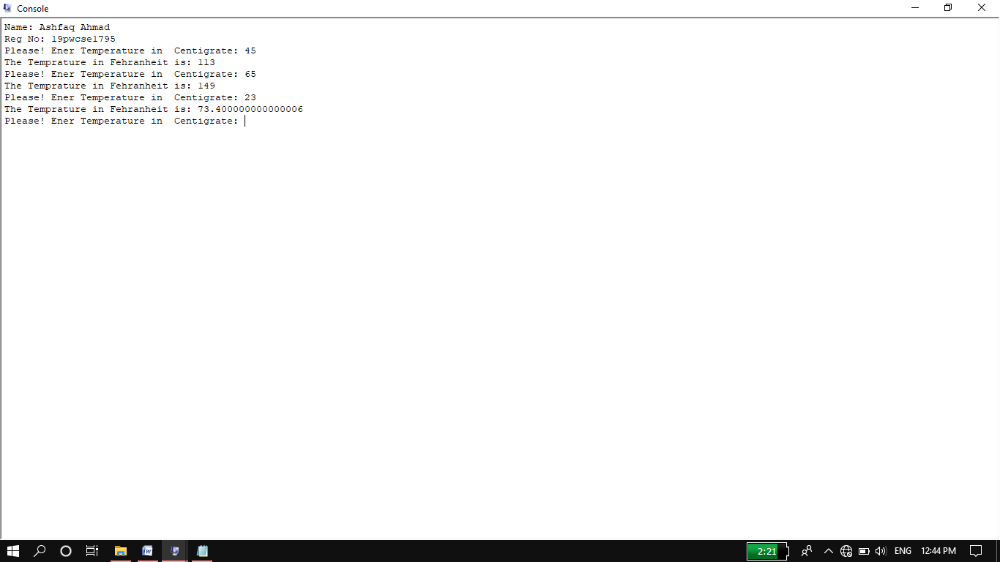 Console
Name: Ashfaq Ahmad
Reg No: 19pwcse1795
Please! Ener Temperature in  Centigrate: 45
The Temprature in Fehranheit is: 113
Please! Ener Temperature in  Centigrate: 65
The Temprature in Fehranheit is: 149
Please! Ener Temperature in  Centigrate: 23
The Temprature in Fehranheit is: 73.400000000000006
Please! Ener Temperature in  Centigrate:
2:21 ENG 12:44 PM